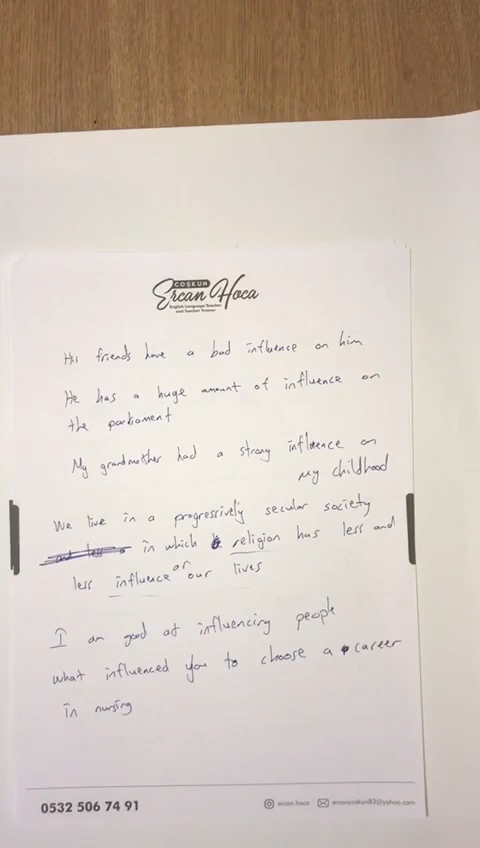 COSKUN
Ercan Hoca
English Language Teacher
and Teacher Trainer
His friends have a bad influence on him
He has a huge amount of influence on
the parliament
My grandmother had a strong influence on
my childhood
We live in a progressively secular society
and less in which religion has less and
less influence on our lives
I am good at influencing people
what influenced you to choose a career
in nursing
0532 506 74 91
ercan.hoca
ercancoskun83@yahoo.com